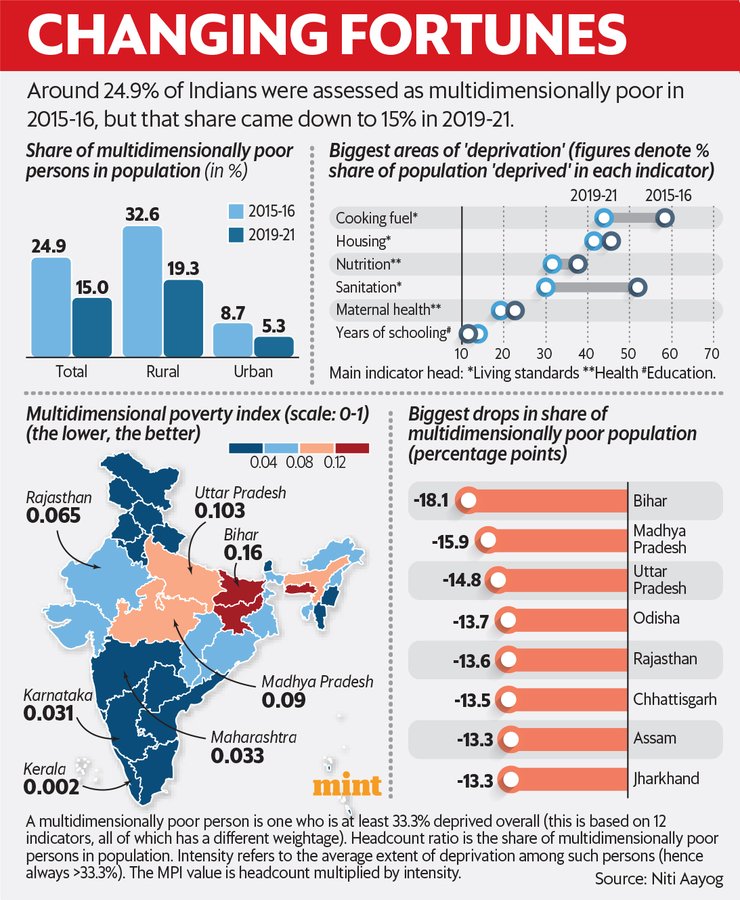 CHANGING FORTUNES
Around 24.9% of Indians were assessed as multidimensionally poor in
2015-16, but that share came down to 15% in 2019-21.
Share of multidimensionally poor
persons in population (in %)
2015-16
2019-21
24.9
15.0
32.6
19.3
8.7
5.3
Total
Rural
Urban
Biggest areas of 'deprivation' (figures denote %
share of population 'deprived' in each indicator)
2019-21
2015-16
Cooking fuel*
Housing*
Nutrition**
Sanitation*
Maternal health**
Years of schooling#
10
20
30
40
50
60
70
Main indicator head: *Living standards **Health #Education.
Multidimensional poverty index (scale: 0-1)
(the lower, the better)
0.04 0.08 0.12
Rajasthan
0.065
Uttar Pradesh
0.103
Bihar
0.16
Madhya Pradesh
0.09
Karnataka
0.031
Maharashtra
0.033
Kerala
0.002
mint
Biggest drops in share of
multidimensionally poor population
(percentage points)
-18.1 Bihar
-15.9 Madhya
Pradesh
-14.8 Uttar
Pradesh
-13.7 Odisha
-13.6 Rajasthan
-13.5 Chhattisgarh
-13.3 Assam
-13.3 Jharkhand
A multidimensionally poor person is one who is at least 33.3% deprived overall (this is based on 12
indicators, all of which has a different weightage). Headcount ratio is the share of multidimensionally poor
persons in population. Intensity refers to the average extent of deprivation among such persons (hence
always >33.3%). The MPI value is headcount multiplied by intensity.
Source: Niti Aayog